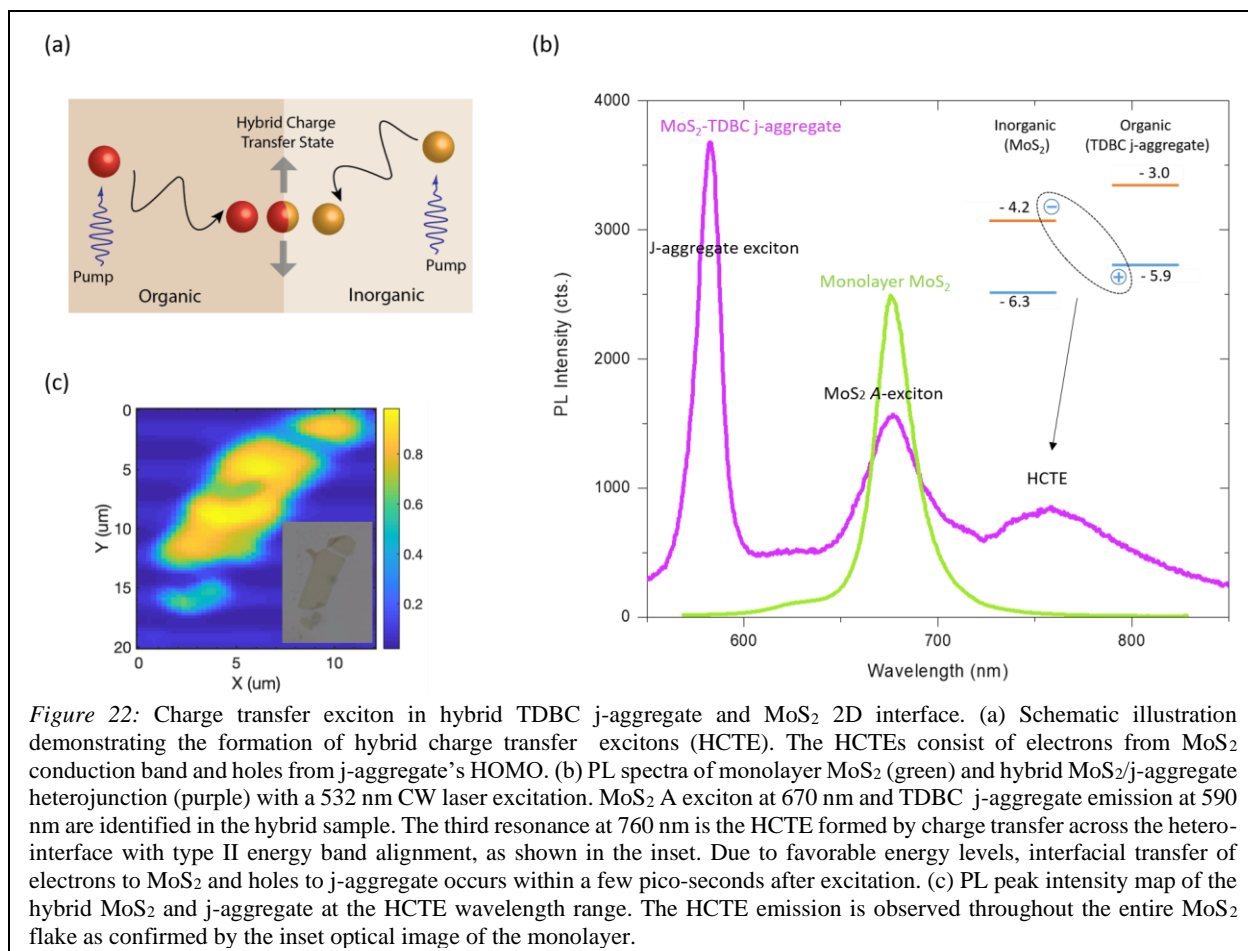 (a)
Hybrid Charge
Transfer State
Pump
Pump
Organic
Inorganic
(b)
4000
3000
2000
1000
0
PL Intensity (cts.)
MoS₂-TDBC j-aggregate
J-aggregate exciton
Monolayer MoS₂
MoS₂ A-exciton
HCTE
Inorganic
(MoS₂)
Organic
(TDBC j-aggregate)
- 3.0
- 4.2
- 5.9
- 6.3
600
700
800
Wavelength (nm)
(c)
0
5
10
15
20
Y (um)
0
5
10
X (um)
0.8
0.6
0.4
0.2
Figure 22: Charge transfer exciton in hybrid TDBC j-aggregate and MoS₂ 2D interface. (a) Schematic illustration
demonstrating the formation of hybrid charge transfer excitons (HCTE). The HCTEs consist of electrons from MoS₂
conduction band and holes from j-aggregate's HOMO. (b) PL spectra of monolayer MoS₂ (green) and hybrid MoS₂/j-aggregate
heterojunction (purple) with a 532 nm CW laser excitation. MoS₂ A exciton at 670 nm and TDBC j-aggregate emission at 590
nm are identified in the hybrid sample. The third resonance at 760 nm is the HCTE formed by charge transfer across the hetero-
interface with type II energy band alignment, as shown in the inset. Due to favorable energy levels, interfacial transfer of
electrons to MoS₂ and holes to j-aggregate occurs within a few pico-seconds after excitation. (c) PL peak intensity map of the
hybrid MoS₂ and j-aggregate at the HCTE wavelength range. The HCTE emission is observed throughout the entire MoS₂
flake as confirmed by the inset optical image of the monolayer.